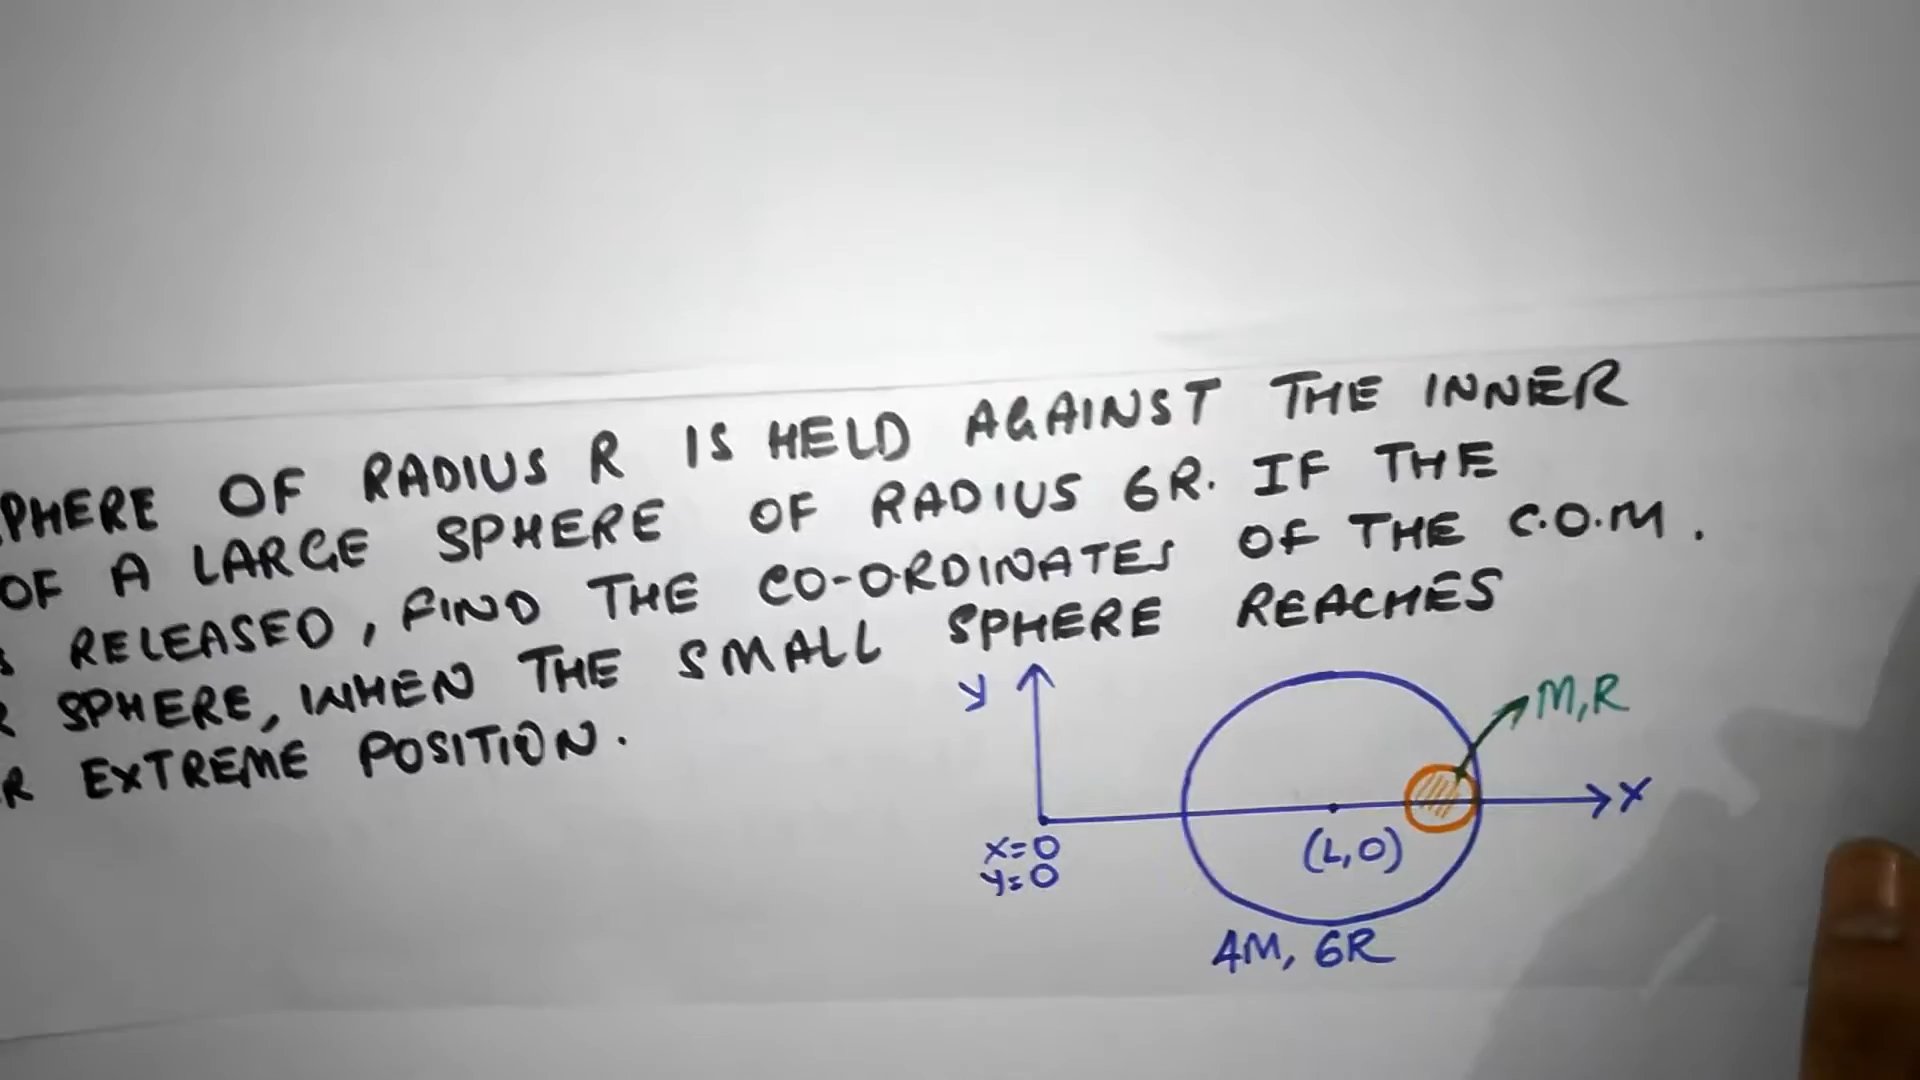 PHERE OF RADIUS R IS HELD AGAINST THE INNER
OF A LARGE SPHERE OF RADIUS 6R. IF THE
S RELEASED, FIND THE CO-ORDINATES OF THE C.O.M.
R SPHERE, WHEN THE SMALL SPHERE REACHES
R EXTREME POSITION.
y
M,R
x
(L,0)
x=0
y=0
4M, 6R